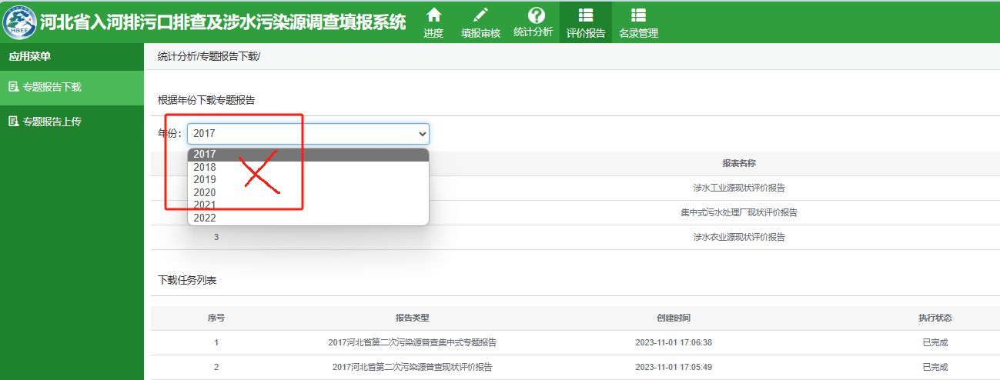 HBEE
河北省入河排污口排查及涉水污染源调查填报系统
进度
填报审核
统计分析
评价报告
名录管理
应用菜单
专题报告下载
专题报告上传
统计分析/专题报告下载/
根据年份下载专题报告
年份：
2017
2017
2018
2019
2020
2021
2022
报表名称
涉水工业源现状评价报告
集中式污水处理厂现状评价报告
3 涉水农业源现状评价报告
下载任务列表
序号 报告类型 创建时间 执行状态
1 2017河北省第二次污染源普查集中式专题报告 2023-11-01 17:06:38 已完成
2 2017河北省第二次污染源普查现状评价报告 2023-11-01 17:05:49 已完成